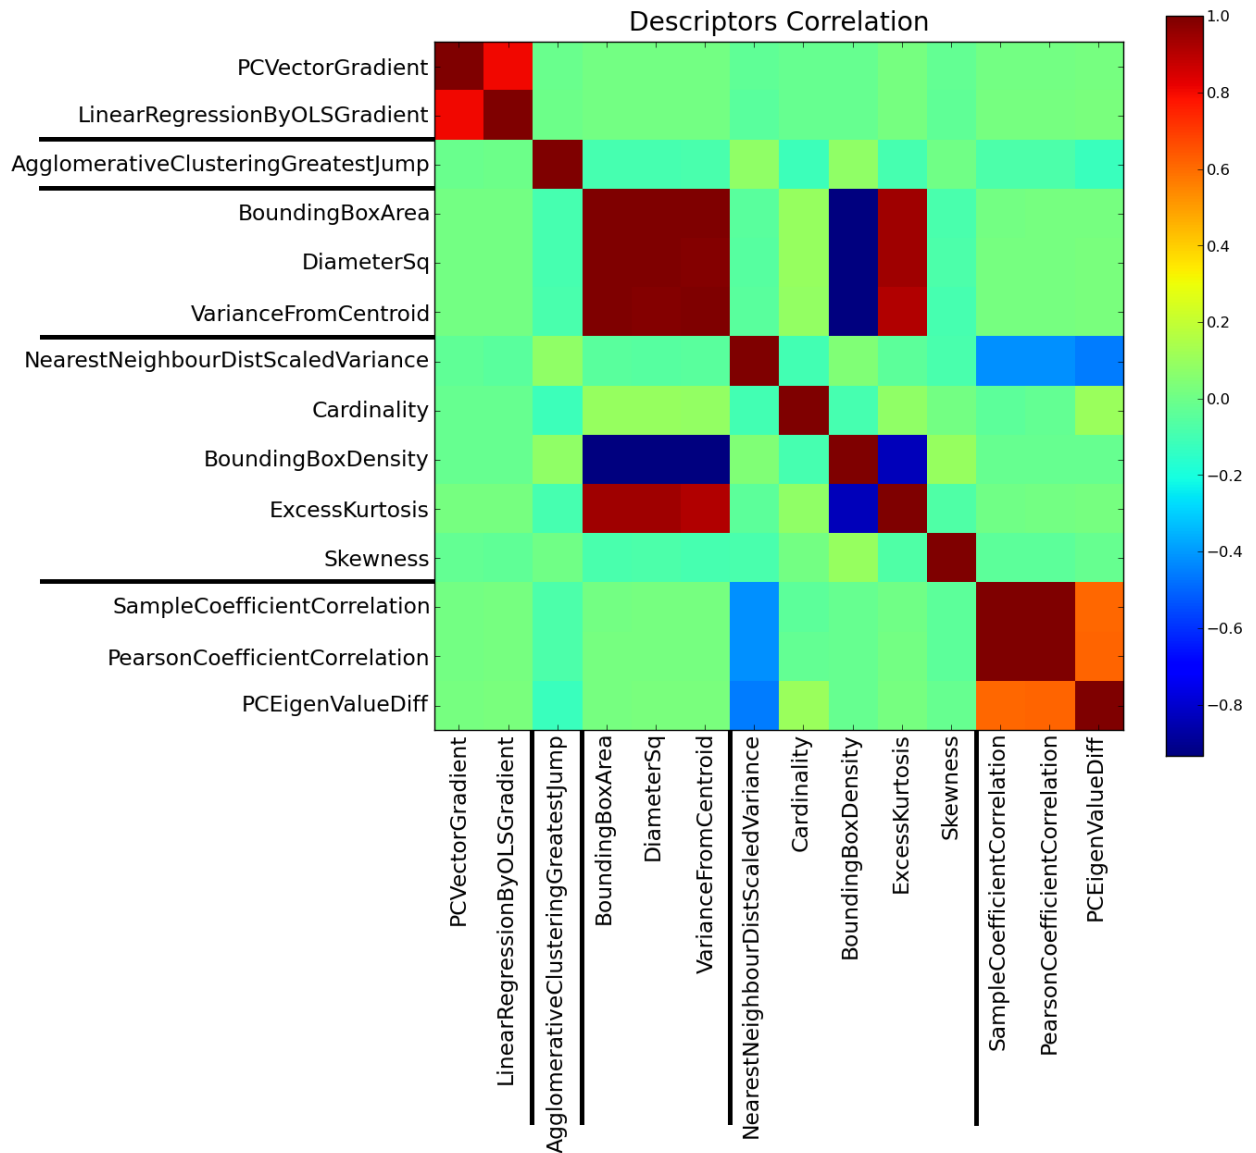 Descriptors Correlation
PCVectorGradient
LinearRegressionByOLSGradient
AgglomerativeClusteringGreatestJump
BoundingBoxArea
DiameterSq
VarianceFromCentroid
NearestNeighbourDistScaledVariance
Cardinality
BoundingBoxDensity
ExcessKurtosis
Skewness
SampleCoefficientCorrelation
PearsonCoefficientCorrelation
PCEigenValueDiff
PCVectorGradient
LinearRegressionByOLSGradient
AgglomerativeClusteringGreatestJump
BoundingBoxArea
DiameterSq
VarianceFromCentroid
NearestNeighbourDistScaledVariance
Cardinality
BoundingBoxDensity
ExcessKurtosis
Skewness
SampleCoefficientCorrelation
PearsonCoefficientCorrelation
PCEigenValueDiff
1.0
0.8
0.6
0.4
0.2
0.0
−0.2
−0.4
−0.6
−0.8